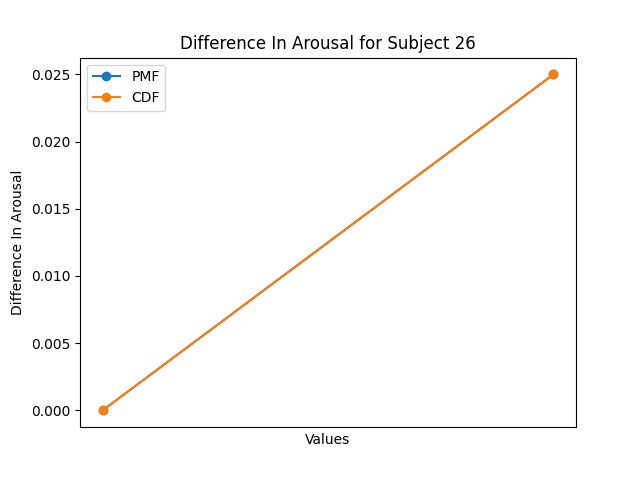 Difference In Arousal for Subject 26
PMF
CDF
0.025
0.020
0.015
0.010
0.005
0.000
Difference In Arousal
Values